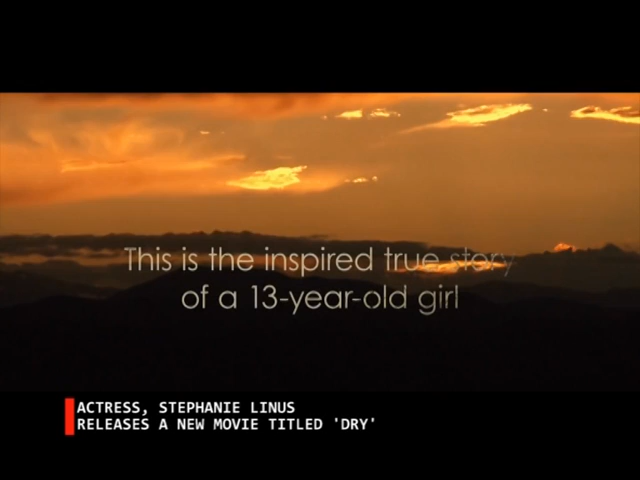 This is the inspired true story
of a 13-year-old girl
ACTRESS, STEPHANIE LINUS
RELEASES A NEW MOVIE TITLED 'DRY'